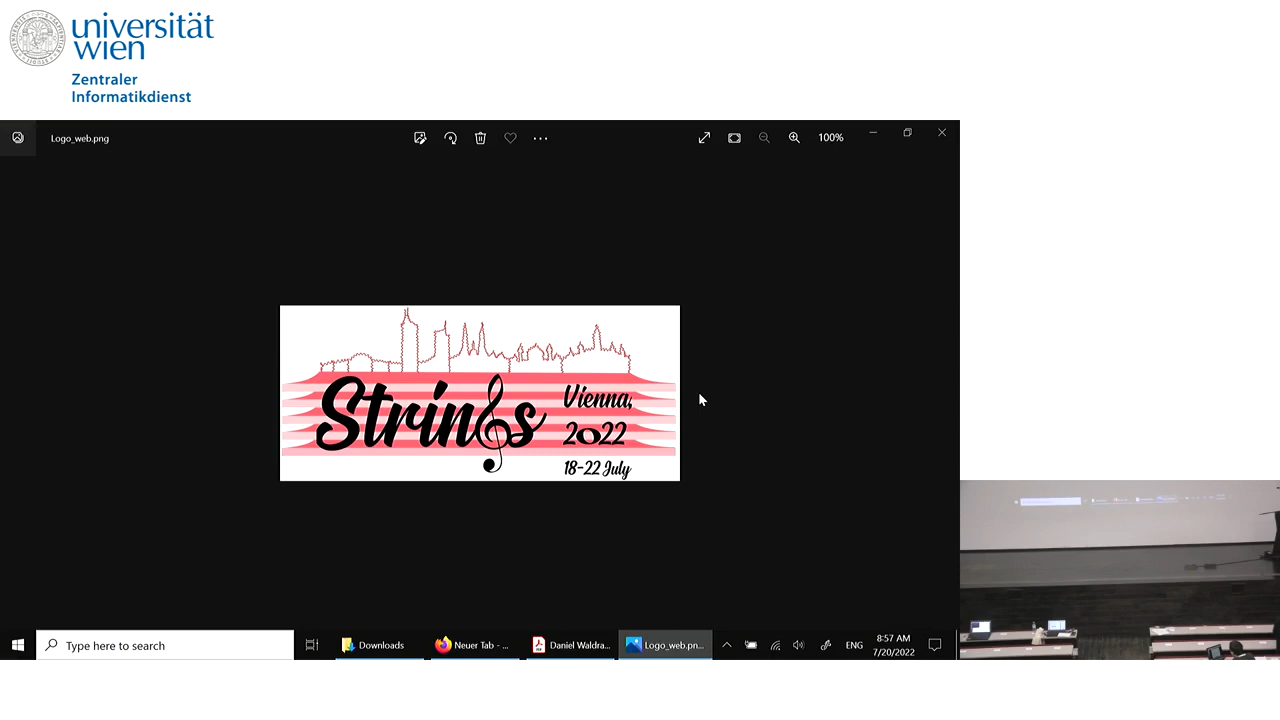 universität
wien
Zentraler
Informatikdienst
Logo_web.png
100%
Strings
Vienna,
2022
18-22 July
Type here to search
Downloads
Neuer Tab - ...
Daniel Waldra...
Logo_web.pn...
ENG
8:57 AM
7/20/2022